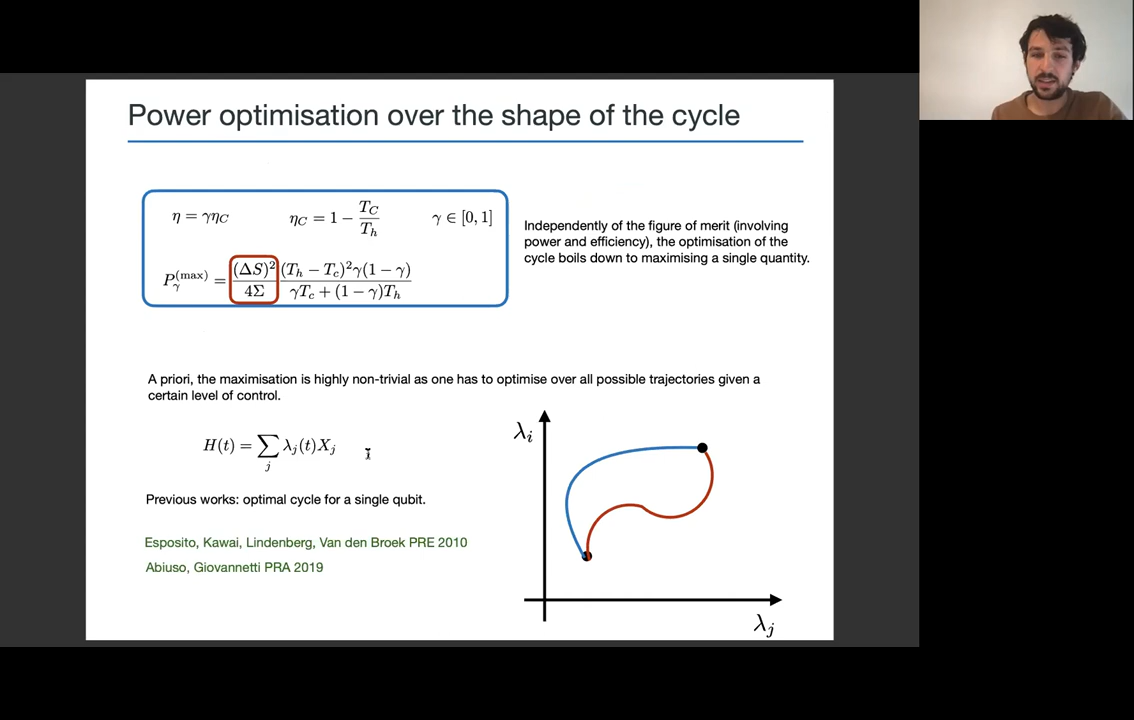 Power optimisation over the shape of the cycle
η = γη_C    η_C = 1 − T_C/T_h    γ ∈ [0, 1]
P_γ^(max) = (ΔS)²/4Σ (T_h − T_c)²γ(1 − γ)/γT_c + (1 − γ)T_h
Independently of the figure of merit (involving
power and efficiency), the optimisation of the
cycle boils down to maximising a single quantity.
A priori, the maximisation is highly non-trivial as one has to optimise over all possible trajectories given a
certain level of control.
H(t) = ∑_j λ_j(t)X_j
Previous works: optimal cycle for a single qubit.
Esposito, Kawai, Lindenberg, Van den Broek PRE 2010
Abiuso, Giovannetti PRA 2019
λ_i
λ_j